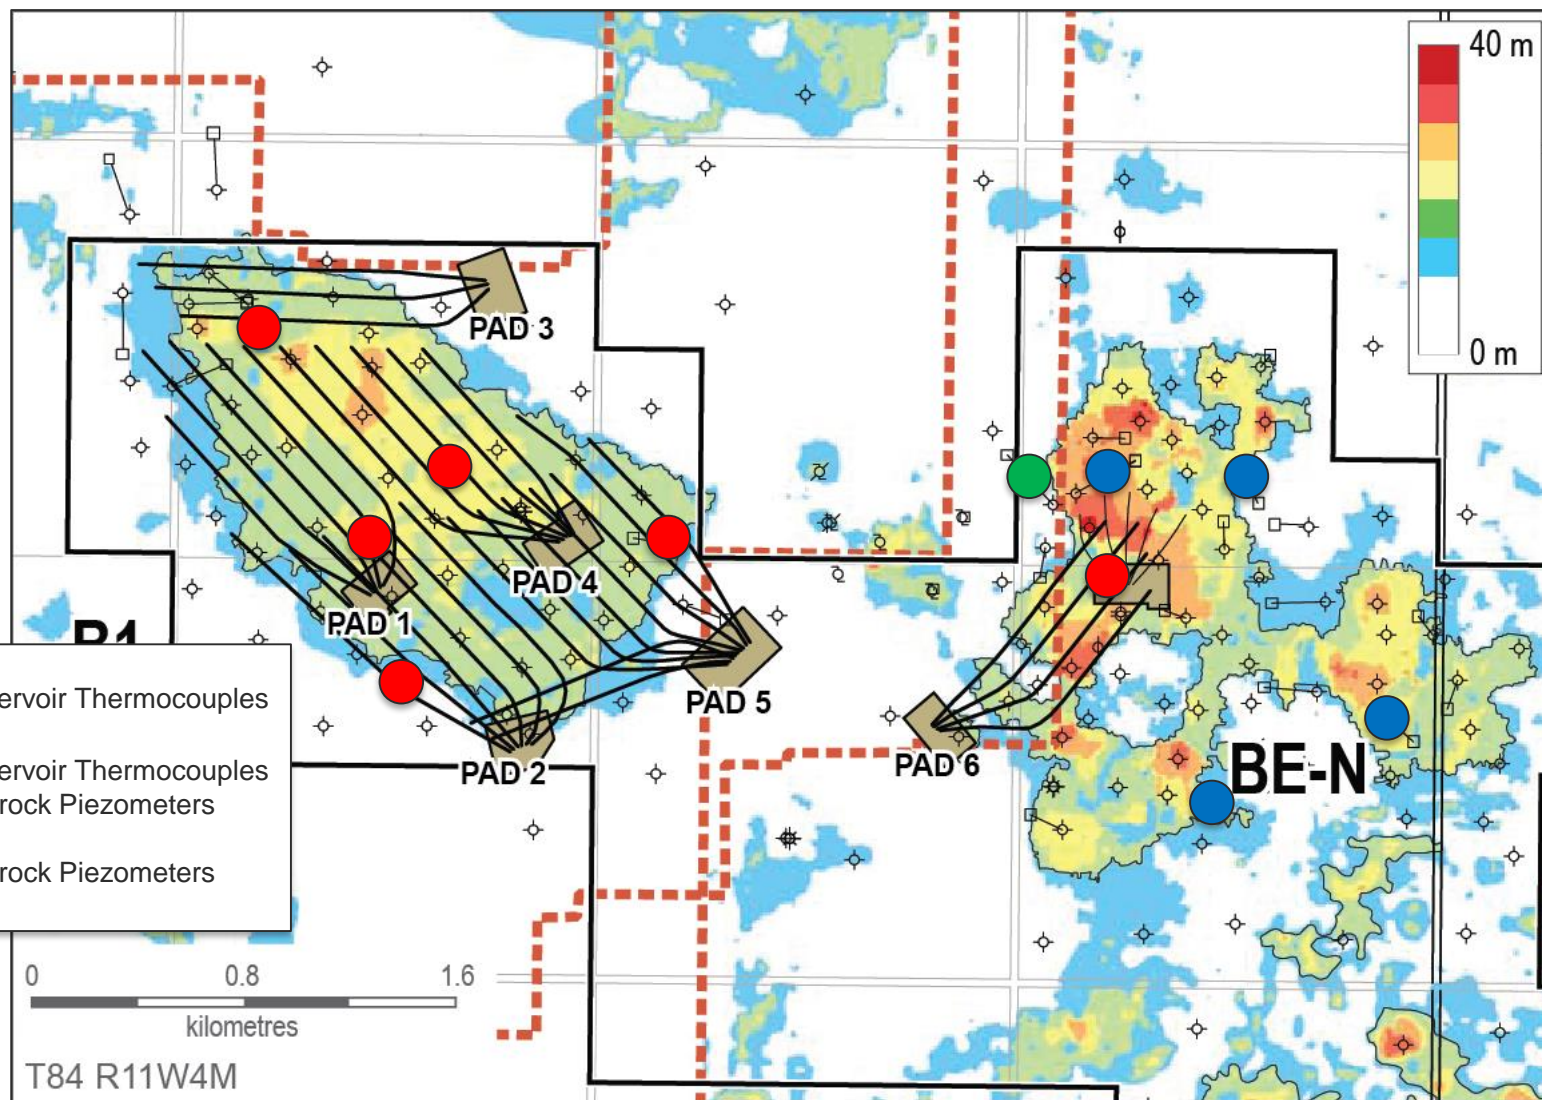 40 m
0 m
PAD 3
PAD 4
PAD 1
PAD 5
PAD 2
PAD 6
BE-N
ervoir Thermocouples
ervoir Thermocouples
rock Piezometers
rock Piezometers
0 0.8 1.6
kilometres
T84 R11W4M